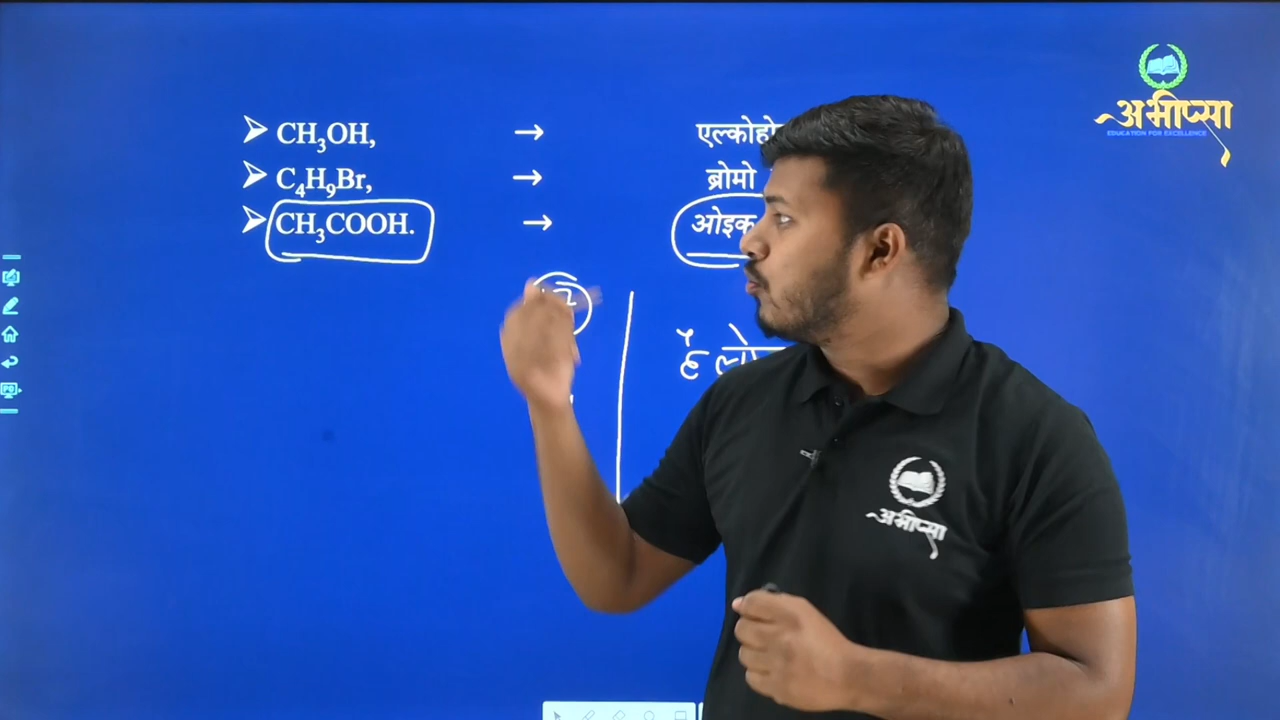 अभीप्सा
EDUCATION FOR EXCELLENCE
➤ CH₃OH, → एल्कोहो
➤ C₄H₉Br, → ब्रोमो
➤ CH₃COOH. → ओइक
अभीप्सा